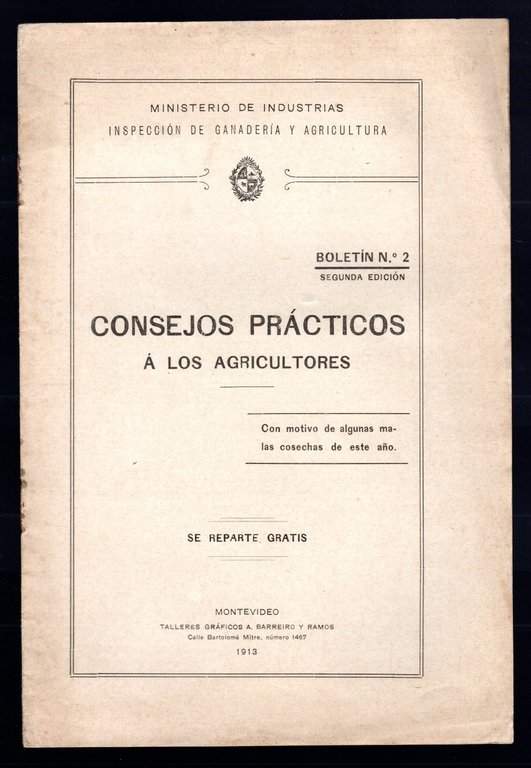 MINISTERIO DE INDUSTRIAS
INSPECCIÓN DE GANADERÍA Y AGRICULTURA
BOLETÍN N.º 2
SEGUNDA EDICIÓN
CONSEJOS PRÁCTICOS
Á LOS AGRICULTORES
Con motivo de algunas ma-
las cosechas de este año.
SE REPARTE GRATIS
MONTEVIDEO
TALLERES GRÁFICOS A. BARREIRO Y RAMOS
Calle Bartolomé Mitre, número 1467
1913